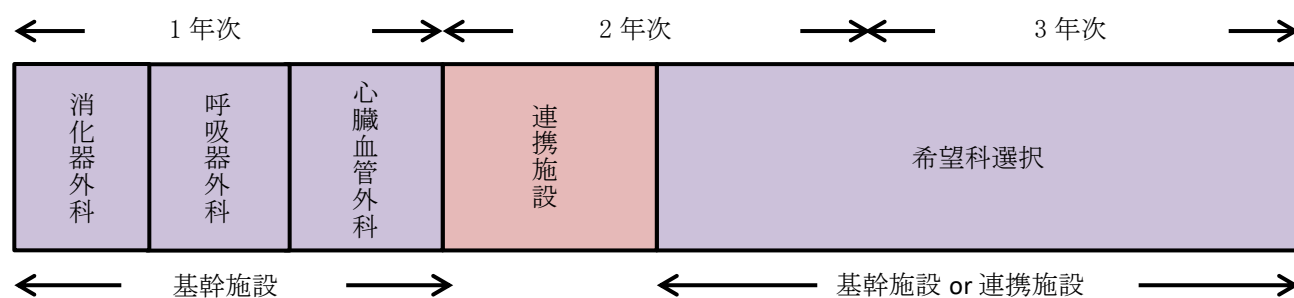 1 年次
2 年次
3 年次
消化器外科
呼吸器外科
心臓血管外科
連携施設
希望科選択
基幹施設
基幹施設 or 連携施設